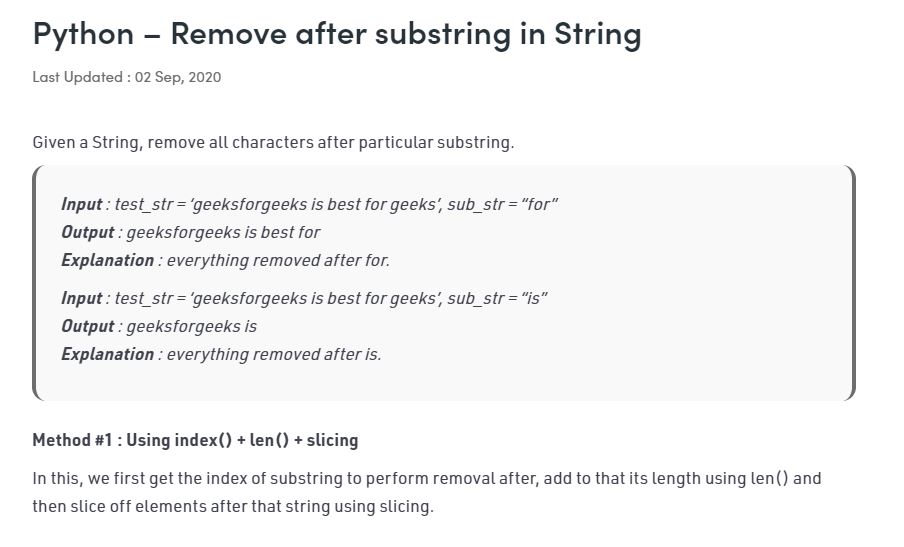 Python – Remove after substring in String
Last Updated : 02 Sep, 2020
Given a String, remove all characters after particular substring.
Input : test_str = ‘geeksforgeeks is best for geeks’, sub_str = “for”
Output : geeksforgeeks is best for
Explanation : everything removed after for.
Input : test_str = ‘geeksforgeeks is best for geeks’, sub_str = “is”
Output : geeksforgeeks is
Explanation : everything removed after is.
Method #1 : Using index() + len() + slicing
In this, we first get the index of substring to perform removal after, add to that its length using len() and
then slice off elements after that string using slicing.